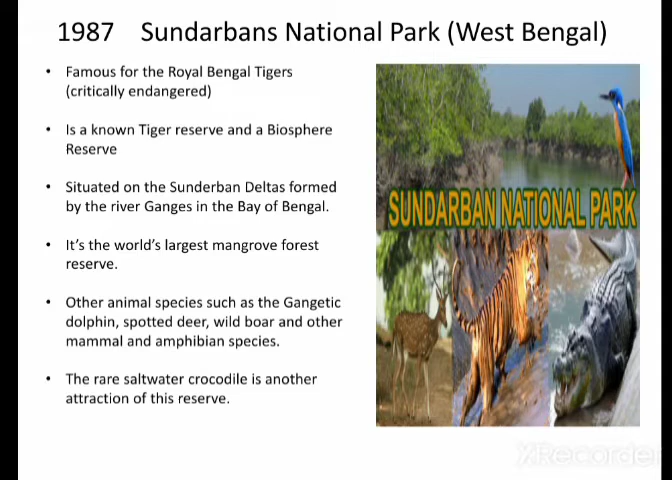 1987 Sundarbans National Park (West Bengal)
• Famous for the Royal Bengal Tigers
(critically endangered)
• Is a known Tiger reserve and a Biosphere
Reserve
• Situated on the Sunderban Deltas formed
by the river Ganges in the Bay of Bengal.
• It's the world's largest mangrove forest
reserve.
• Other animal species such as the Gangetic
dolphin, spotted deer, wild boar and other
mammal and amphibian species.
• The rare saltwater crocodile is another
attraction of this reserve.
SUNDARBAN NATIONAL PARK
XRecorder